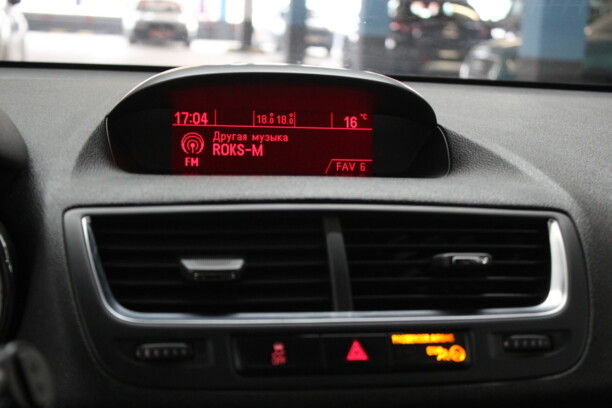 17:04 18.0 18.0 16 °C
Другая музыка
ROKS-M
FM
FAV 6